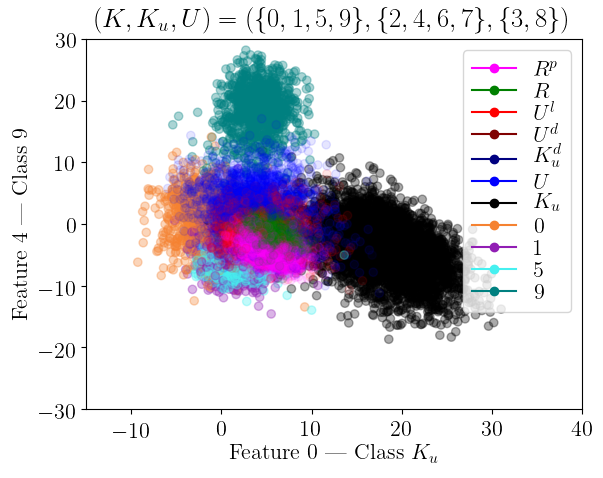 (K, K_u, U) = ({0, 1, 5, 9}, {2, 4, 6, 7}, {3, 8})
30
20
10
0
−10
−20
−30
Feature 4 — Class 9
−10 0 10 20 30 40
Feature 0 — Class K_u
R^p
R
U^l
U^d
K_u^d
U
K_u
0
1
5
9